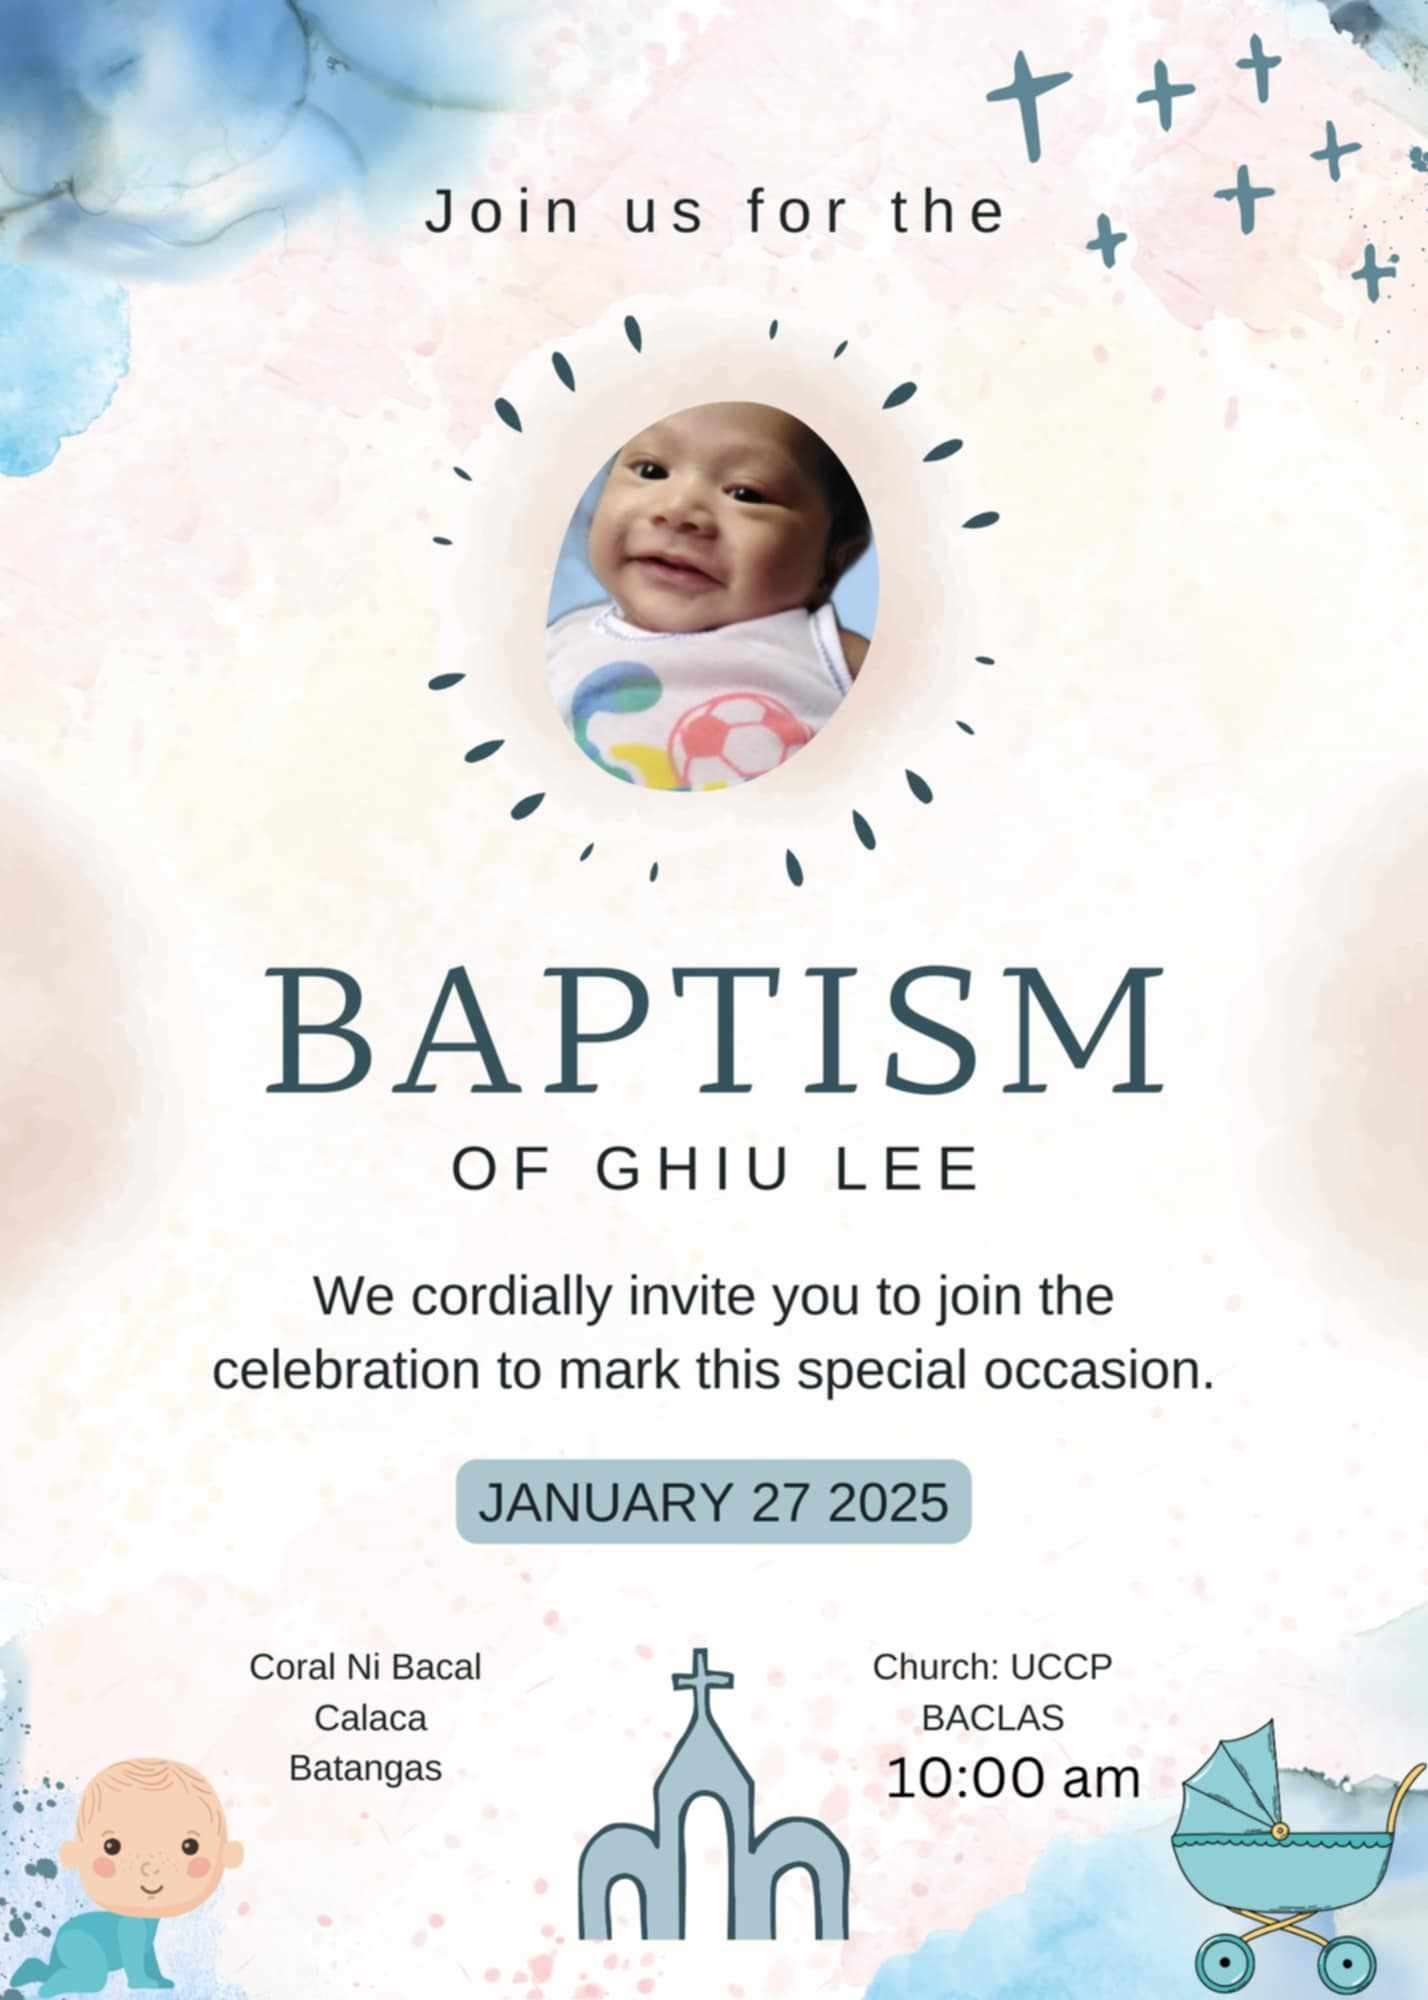 Join us for the
BAPTISM
OF GHIU LEE
We cordially invite you to join the
celebration to mark this special occasion.
JANUARY 27 2025
Coral Ni Bacal
Calaca
Batangas
Church: UCCP
BACLAS
10:00 am